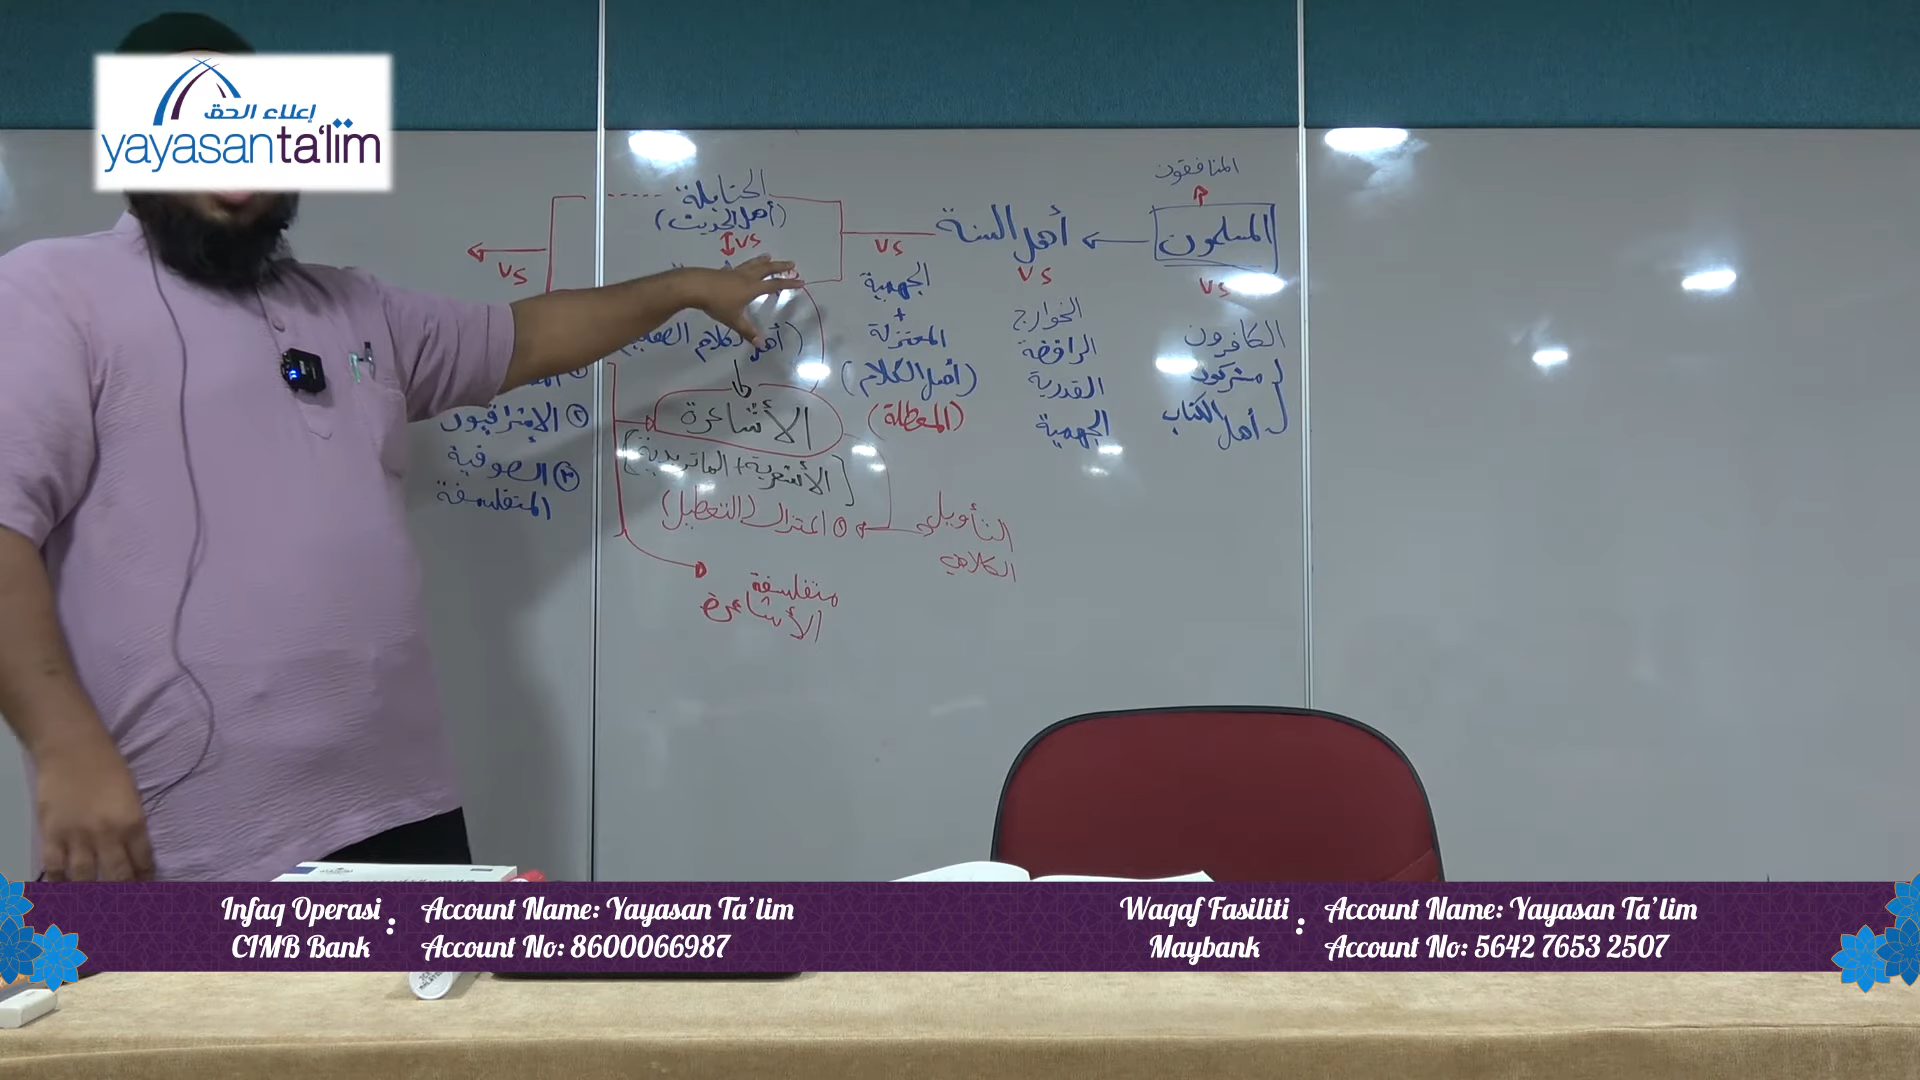 إعلاء الحق
yayasanta'lim
المنافقون
المسلمون
vs
الكافرون
مشركون
أهل الكتاب
أهل السنة
vs
الخوارج
الرافضة
القدرية
الجهمية
vs
الجهمية
+
المعتزلة
(أهل الكلام)
(المعطلة)
الحنابلة
(أهل الحديث)
vs
الأشاعرة
[الأشعرية + الماتريدية]
① اعتزال (التعطيل)
التأويل
الكلامي
متفلسفة
الأشاعرة
vs
② الإشراقيون
③ الصوفية
المتفلسفة
Infaq Operasi : Account Name: Yayasan Ta'lim
CIMB Bank Account No: 8600066987
Waqaf Fasiliti : Account Name: Yayasan Ta'lim
Maybank Account No: 5642 7653 2507